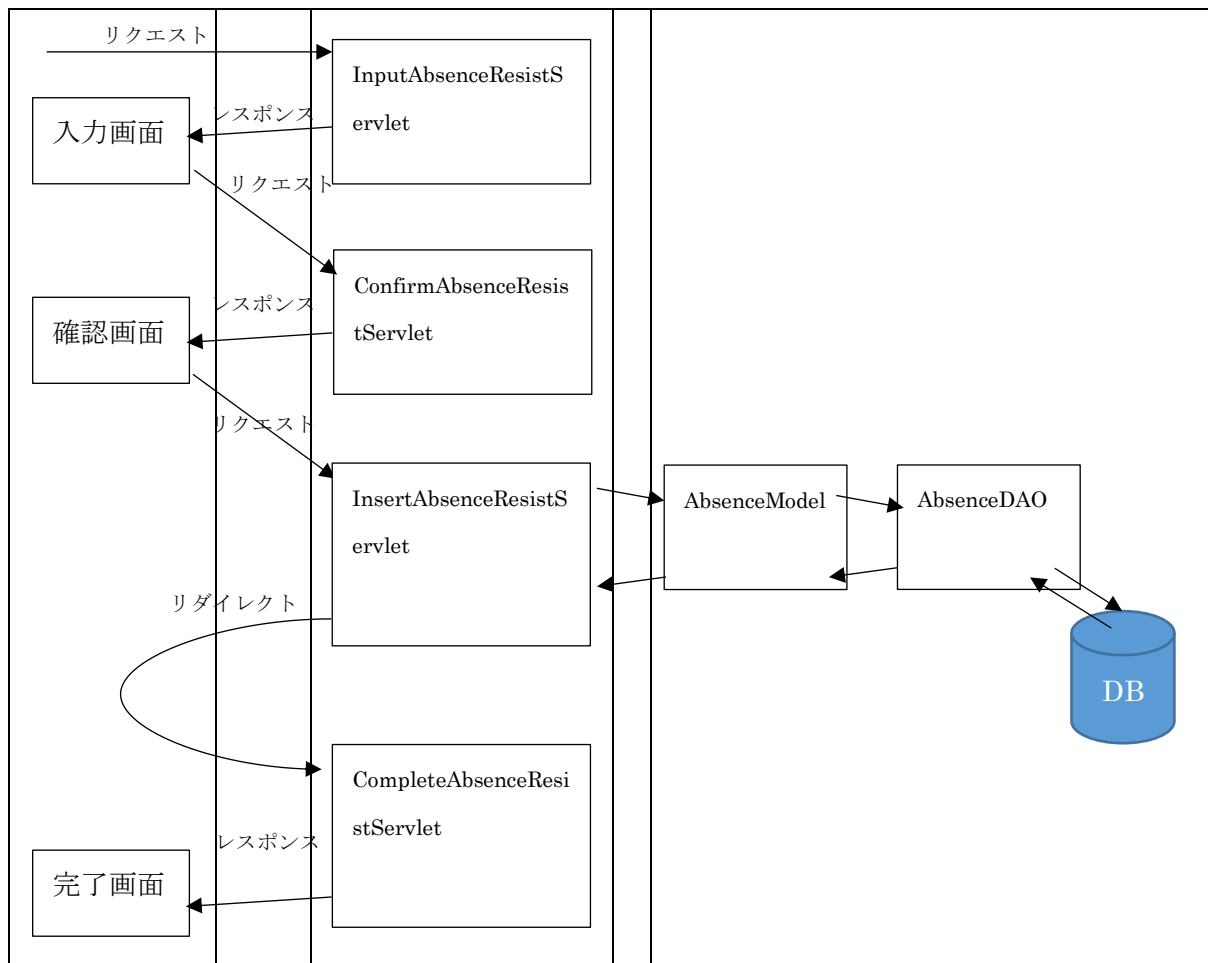 リクエスト
InputAbsenceResistS
ervlet
レスポンス
入力画面
リクエスト
ConfirmAbsenceResis
tServlet
レスポンス
確認画面
リクエスト
InsertAbsenceResistS
ervlet
AbsenceModel
AbsenceDAO
リダイレクト
DB
CompleteAbsenceResi
stServlet
レスポンス
完了画面